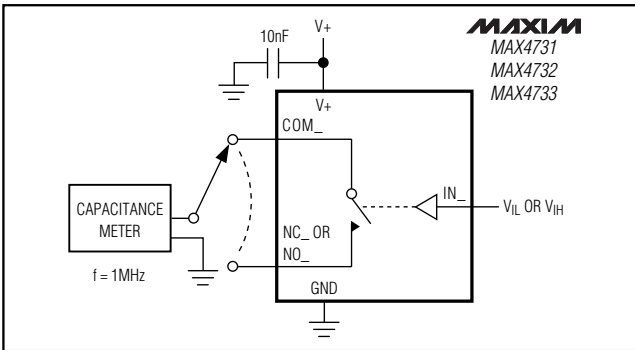 MAXIM
MAX4731
MAX4732
MAX4733
10nF
V+
V+
COM_
IN_
VIL OR VIH
CAPACITANCE
METER
NC_ OR
NO_
f = 1MHz
GND